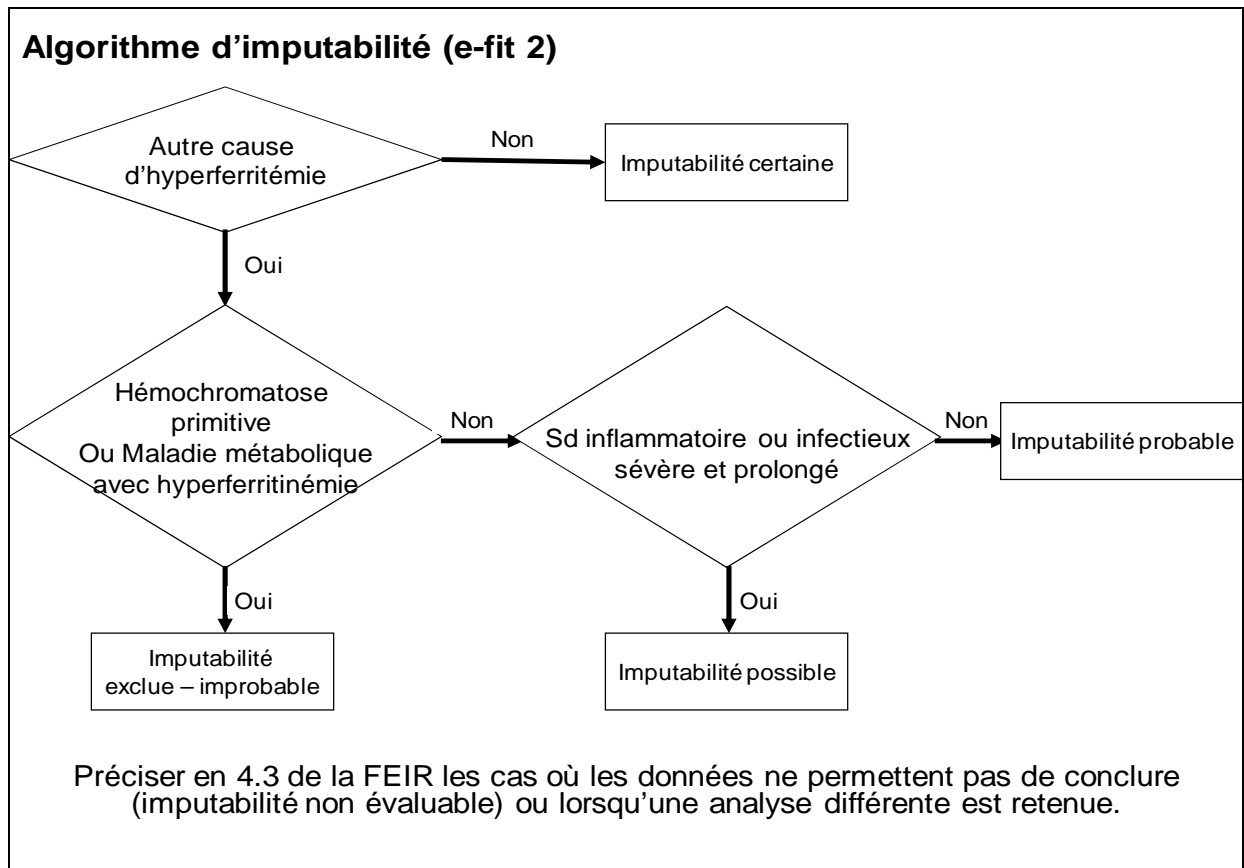 Algorithme d'imputabilité (e-fit 2)
Autre cause
d'hyperferritémie
Non
Imputabilité certaine
Oui
Hémochromatose
primitive
Ou Maladie métabolique
avec hyperferritinémie
Non
Sd inflammatoire ou infectieux
sévère et prolongé
Non
Imputabilité probable
Oui
Oui
Imputabilité
exclue – improbable
Imputabilité possible
Préciser en 4.3 de la FEIR les cas où les données ne permettent pas de conclure
(imputabilité non évaluable) ou lorsqu'une analyse différente est retenue.